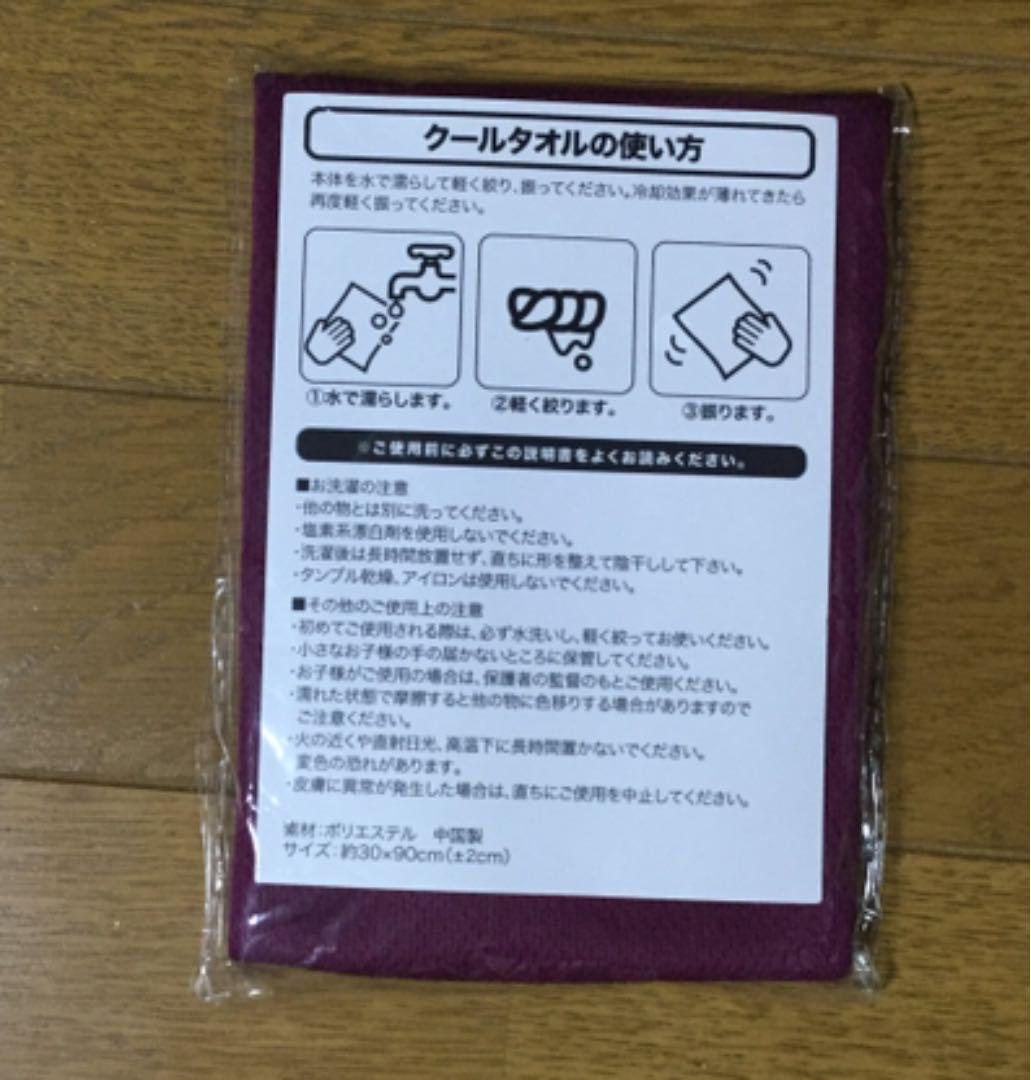 クールタオルの使い方
本体を水で濡らして軽く絞り、振ってください。冷却効果が薄れてきたら
再度軽く振ってください。
①水で濡らします。 ②軽く絞ります。 ③振ります。
※ご使用前に必ずこの説明書をよくお読みください。
■お洗濯の注意
・他の物とは別に洗ってください。
・塩素系漂白剤を使用しないでください。
・洗濯後は長時間放置せず、直ちに形を整えて陰干しして下さい。
・タンブル乾燥、アイロンは使用しないでください。
■その他のご使用上の注意
・初めてご使用される際は、必ず水洗いし、軽く絞ってお使いください。
・小さなお子様の手の届かないところに保管してください。
・お子様がご使用の場合は、保護者の監督のもとご使用ください。
・濡れた状態で摩擦すると他の物に色移りする場合がありますので
ご注意ください。
・火の近くや直射日光、高温下に長時間置かないでください。
変色の恐れがあります。
・皮膚に異常が発生した場合は、直ちにご使用を中止してください。
素材：ポリエステル　中国製
サイズ：約30×90cm（±2cm）